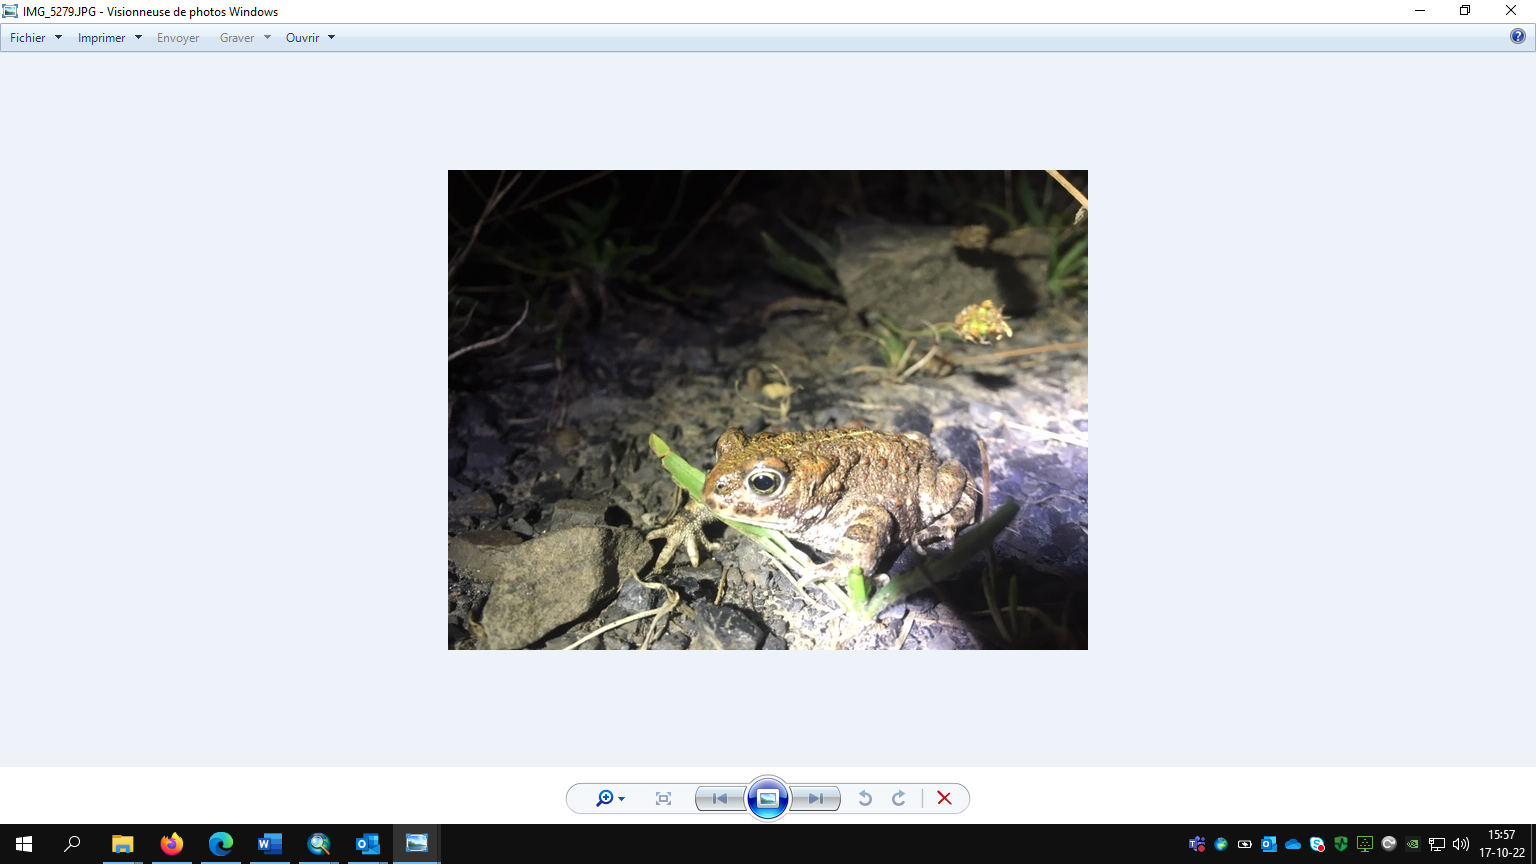 IMG_5279.JPG - Visionneuse de photos Windows
Fichier Imprimer Envoyer Graver Ouvrir
15:57
17-10-22